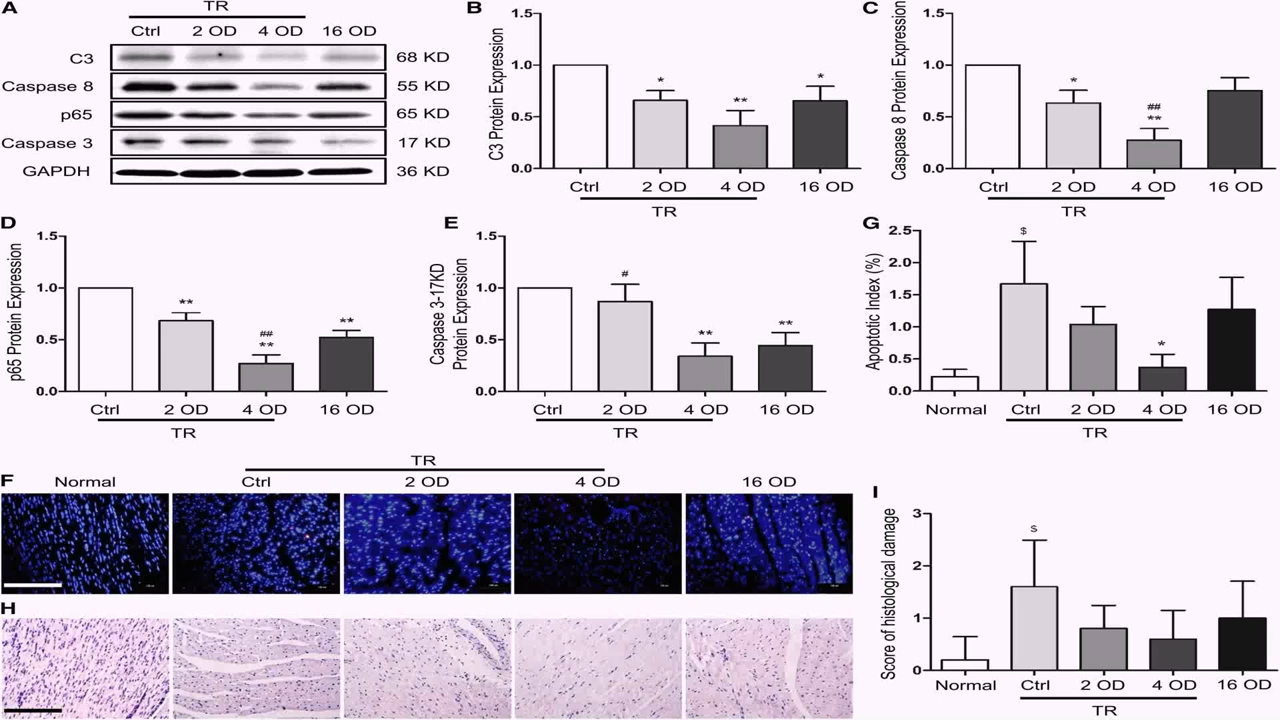 A
TR
Ctrl 2 OD 4 OD 16 OD
C3 68 KD
Caspase 8 55 KD
p65 65 KD
Caspase 3 17 KD
GAPDH 36 KD
B
C3 Protein Expression
1.5
1.0
0.5
0.0
*
**
*
Ctrl 2 OD 4 OD 16 OD
TR
C
Caspase 8 Protein Expression
1.5
1.0
0.5
0.0
*
##
**
Ctrl 2 OD 4 OD 16 OD
TR
D
p65 Protein Expression
1.5
1.0
0.5
0.0
**
##
**
**
Ctrl 2 OD 4 OD 16 OD
TR
E
Caspase 3-17KD
Protein Expression
1.5
1.0
0.5
0.0
#
**
**
Ctrl 2 OD 4 OD 16 OD
TR
G
Apoptotic Index (%)
2.5
2.0
1.5
1.0
0.5
0.0
$
*
Normal Ctrl 2 OD 4 OD 16 OD
TR
F
TR
Normal Ctrl 2 OD 4 OD 16 OD
H
I
Score of histological damage
3
2
1
0
$
Normal Ctrl 2 OD 4 OD 16 OD
TR